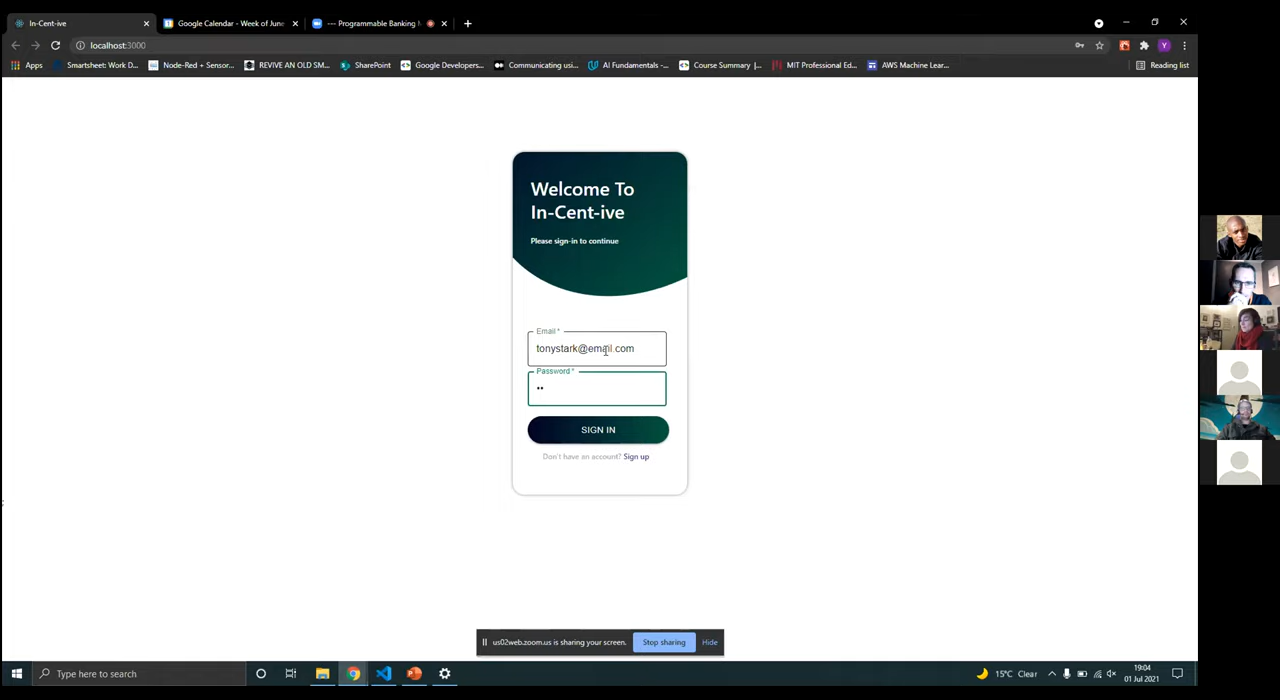 In-Cent-ive
Google Calendar - Week of June
--- Programmable Banking
localhost:3000
Apps
Smartsheet: Work D...
Node-Red + Sensor...
REVIVE AN OLD SM...
SharePoint
Google Developers...
Communicating usi...
AI Fundamentals -...
Course Summary |...
MIT Professional Ed...
AWS Machine Lear...
Reading list
Welcome To
In-Cent-ive
Please sign-in to continue
Email *
tonystark@email.com
Password *
SIGN IN
Don't have an account? Sign up
us02web.zoom.us is sharing your screen.
Stop sharing
Hide
Type here to search
15°C Clear
19:04
01 Jul 2021
Y